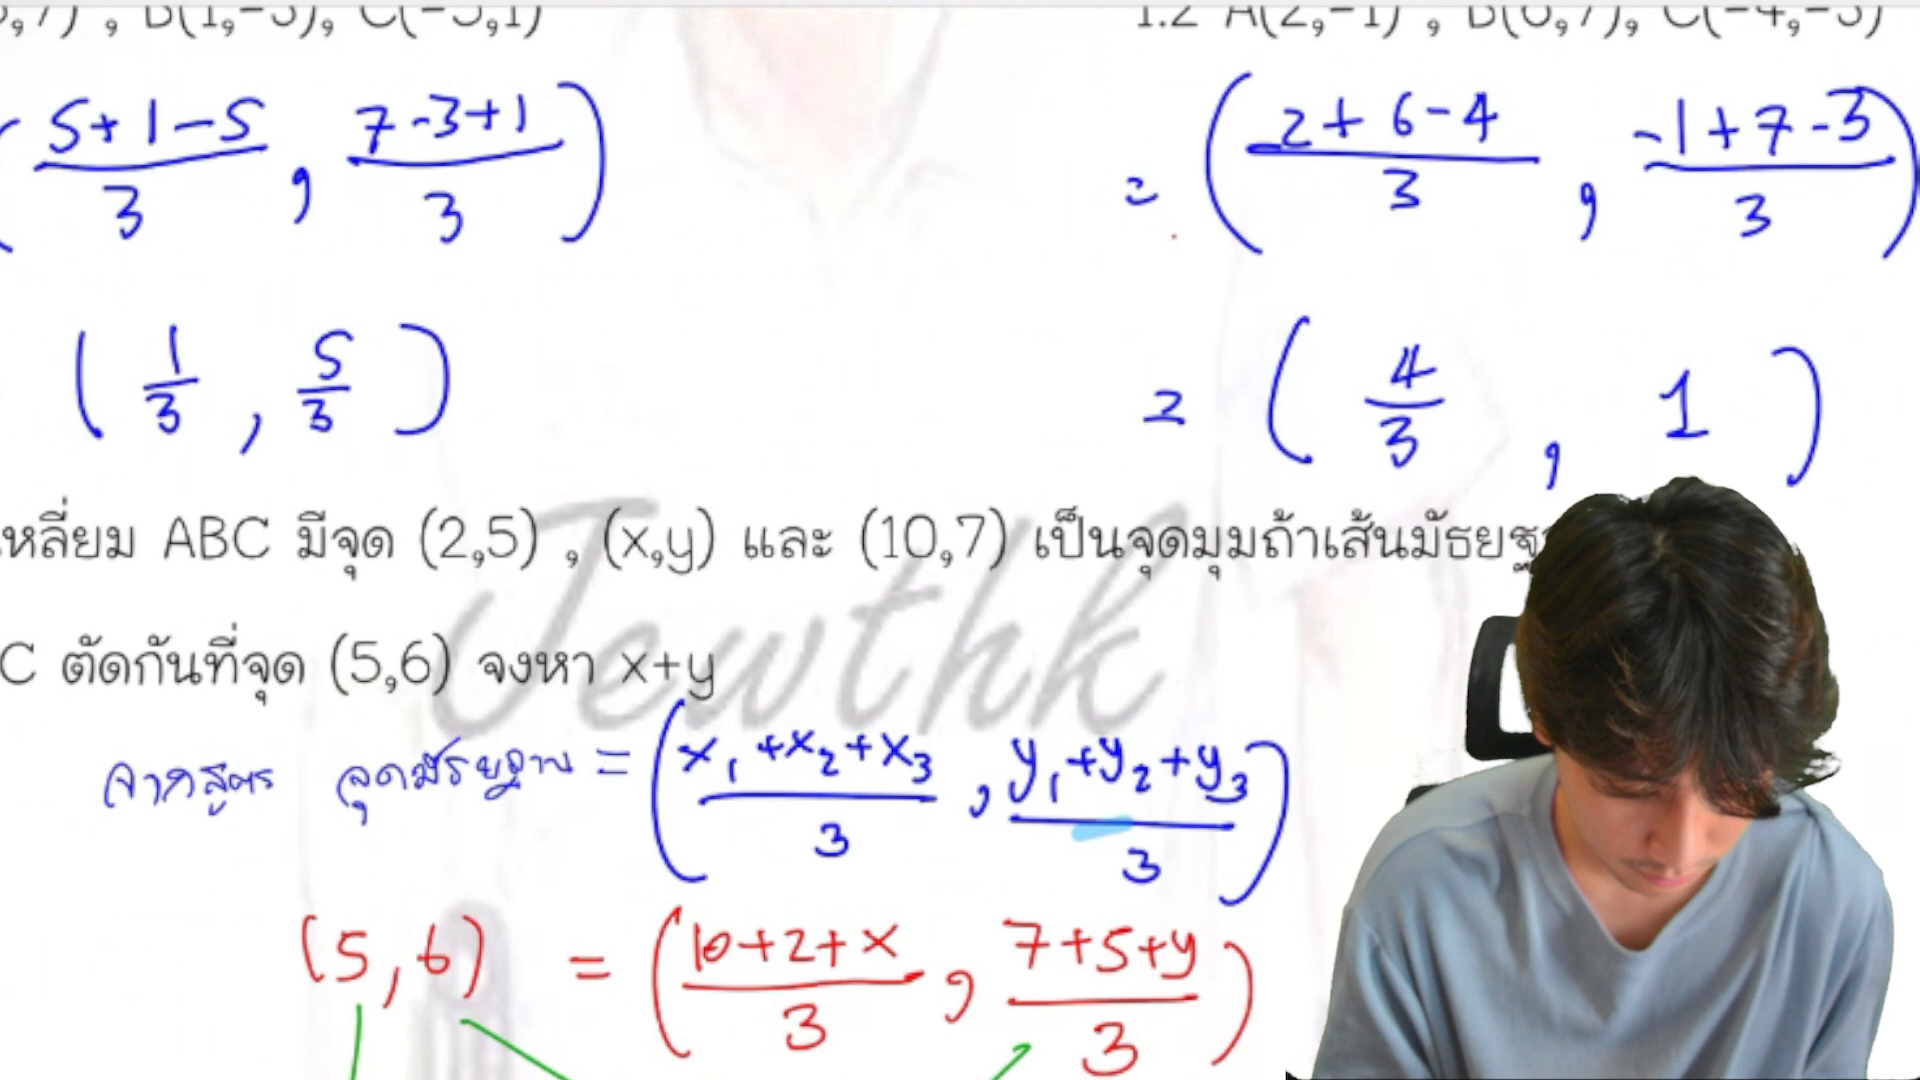 ,7) , B(1,-3), C(-5,1)
1.2 A(2,-1) , B(6,7), C(-4,-3)
(5+1-5/3 , 7-3+1/3)
= (2+6-4/3 , -1+7-3/3)
(1/3 , 5/3)
= (4/3 , 1)
เหลี่ยม ABC มีจุด (2,5) , (x,y) และ (10,7) เป็นจุดมุมถ้าเส้นมัธยฐ
C ตัดกันที่จุด (5,6) จงหา x+y
Jewthk
จากสูตร จุดมัธยฐาน = (x₁+x₂+x₃/3 , y₁+y₂+y₃/3)
(5,6) = (10+2+x/3 , 7+5+y/3)